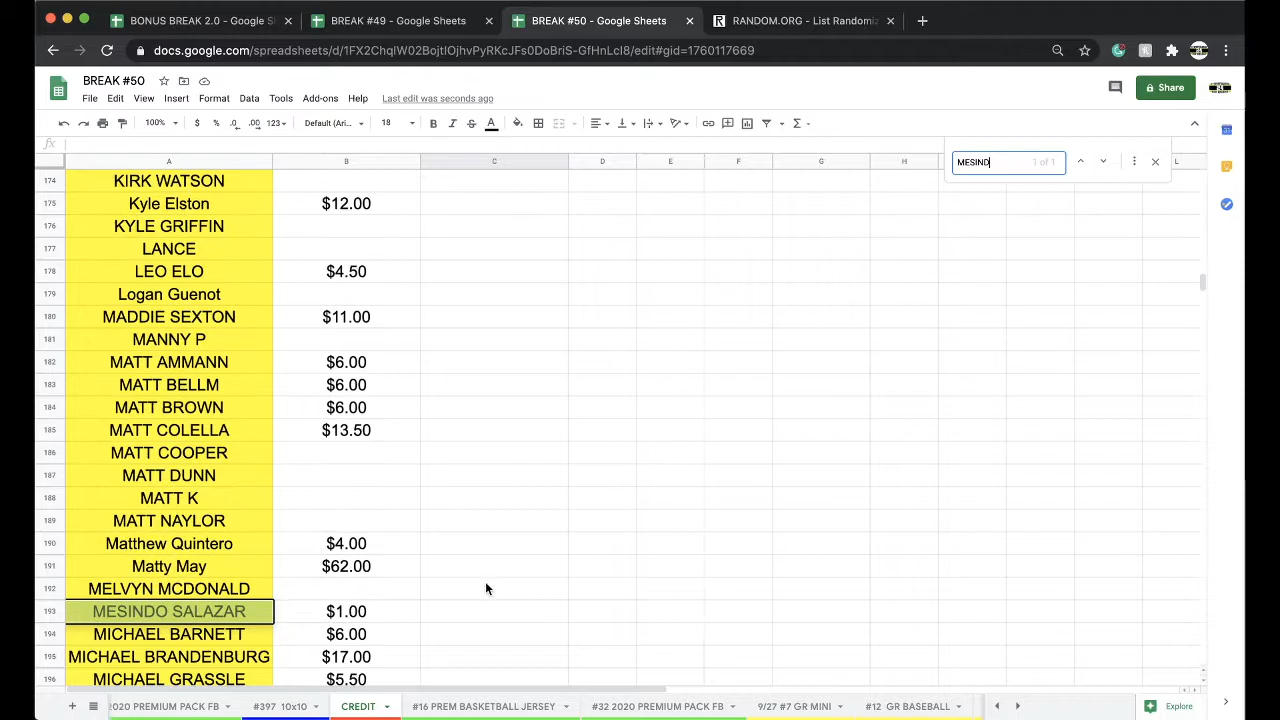 BONUS BREAK 2.0 - Google S
BREAK #49 - Google Sheets
BREAK #50 - Google Sheets
RANDOM.ORG - List Randomiz
docs.google.com/spreadsheets/d/1FX2ChqIW02BojtIOjhvPyRKcJFs0DoBriS-GfHnLcI8/edit#gid=1760117669
BREAK #50
Share
File Edit View Insert Format Data Tools Add-ons Help Last edit was seconds ago
100% $ % .0 .00 123 Default (Ari... 18 B I S A
fx
MESIND 1 of 1
A B C D E F G H L
174 KIRK WATSON
175 Kyle Elston $12.00
176 KYLE GRIFFIN
177 LANCE
178 LEO ELO $4.50
179 Logan Guenot
180 MADDIE SEXTON $11.00
181 MANNY P
182 MATT AMMANN $6.00
183 MATT BELLM $6.00
184 MATT BROWN $6.00
185 MATT COLELLA $13.50
186 MATT COOPER
187 MATT DUNN
188 MATT K
189 MATT NAYLOR
190 Matthew Quintero $4.00
191 Matty May $62.00
192 MELVYN MCDONALD
193 MESINDO SALAZAR $1.00
194 MICHAEL BARNETT $6.00
195 MICHAEL BRANDENBURG $17.00
196 MICHAEL GRASSLE $5.50
2020 PREMIUM PACK FB #397 10x10 CREDIT #16 PREM BASKETBALL JERSEY #32 2020 PREMIUM PACK FB 9/27 #7 GR MINI #12 GR BASEBALL Explore